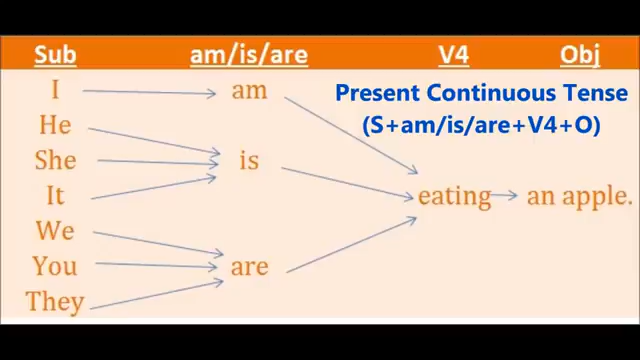 Sub am/is/are V4 Obj
I am Present Continuous Tense
He (S+am/is/are+V4+O)
She is
It eating an apple.
We
You are
They